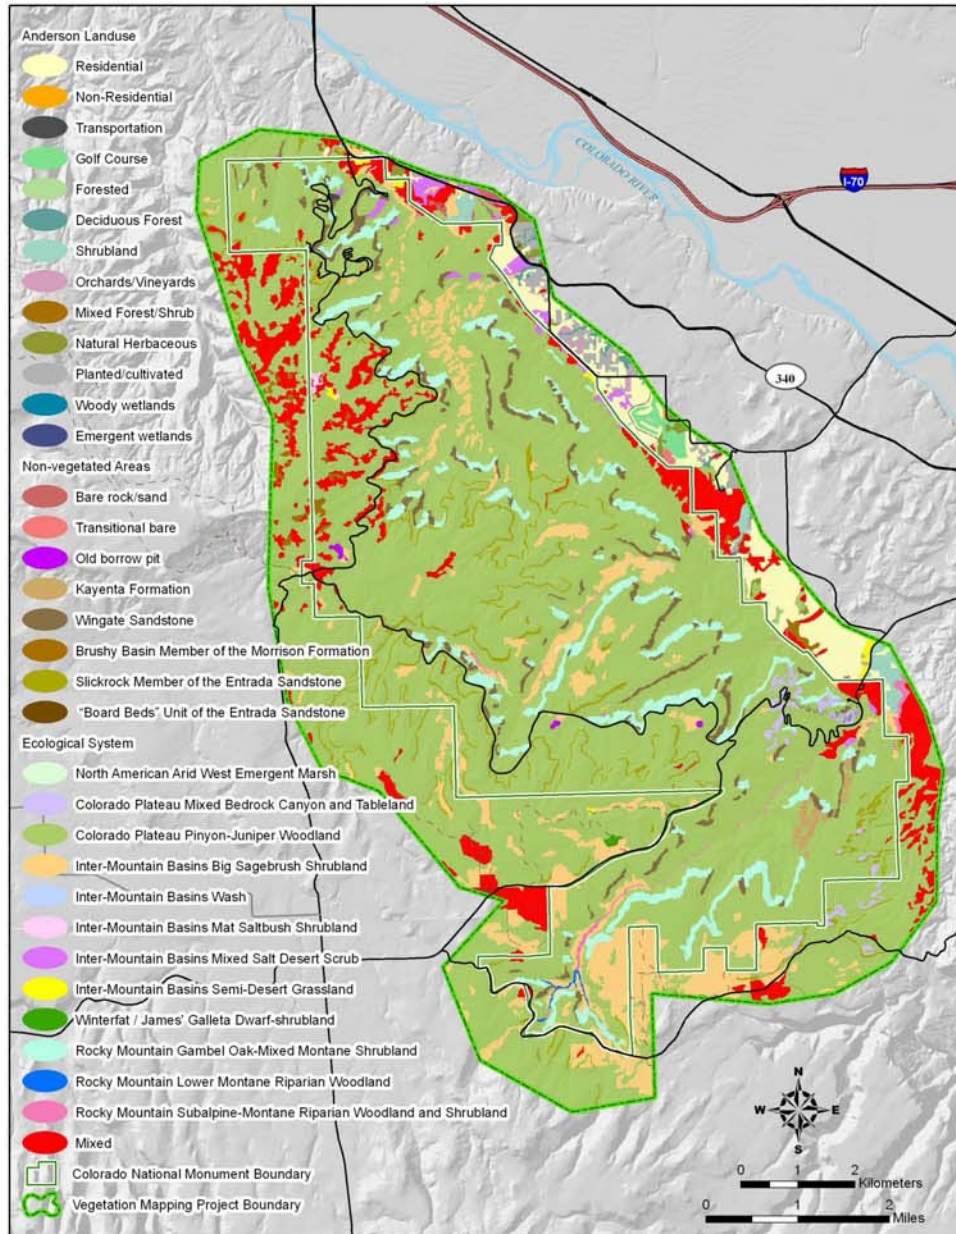 Anderson Landuse
Residential
Non-Residential
Transportation
Golf Course
Forested
Deciduous Forest
Shrubland
Orchards/Vineyards
Mixed Forest/Shrub
Natural Herbaceous
Planted/cultivated
Woody wetlands
Emergent wetlands
Non-vegetated Areas
Bare rock/sand
Transitional bare
Old borrow pit
Kayenta Formation
Wingate Sandstone
Brushy Basin Member of the Morrison Formation
Slickrock Member of the Entrada Sandstone
"Board Beds" Unit of the Entrada Sandstone
Ecological System
North American Arid West Emergent Marsh
Colorado Plateau Mixed Bedrock Canyon and Tableland
Colorado Plateau Pinyon-Juniper Woodland
Inter-Mountain Basins Big Sagebrush Shrubland
Inter-Mountain Basins Wash
Inter-Mountain Basins Mat Saltbush Shrubland
Inter-Mountain Basins Mixed Salt Desert Scrub
Inter-Mountain Basins Semi-Desert Grassland
Winterfat / James' Galleta Dwarf-shrubland
Rocky Mountain Gambel Oak-Mixed Montane Shrubland
Rocky Mountain Lower Montane Riparian Woodland
Rocky Mountain Subalpine-Montane Riparian Woodland and Shrubland
Mixed
Colorado National Monument Boundary
Vegetation Mapping Project Boundary
COLORADO RIVER
I-70
340
N
W E
S
0 1 2
Kilometers
0 1 2
Miles